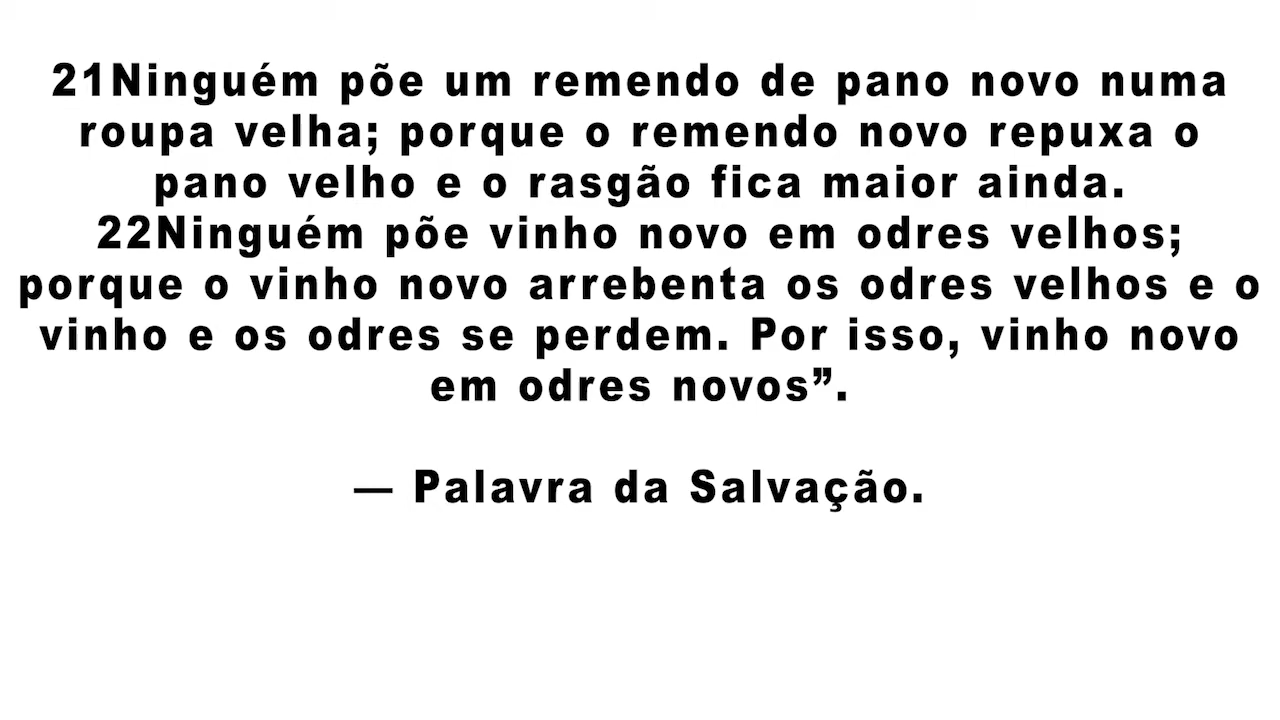 21Ninguém põe um remendo de pano novo numa
roupa velha; porque o remendo novo repuxa o
pano velho e o rasgão fica maior ainda.
22Ninguém põe vinho novo em odres velhos;
porque o vinho novo arrebenta os odres velhos e o
vinho e os odres se perdem. Por isso, vinho novo
em odres novos”.
— Palavra da Salvação.